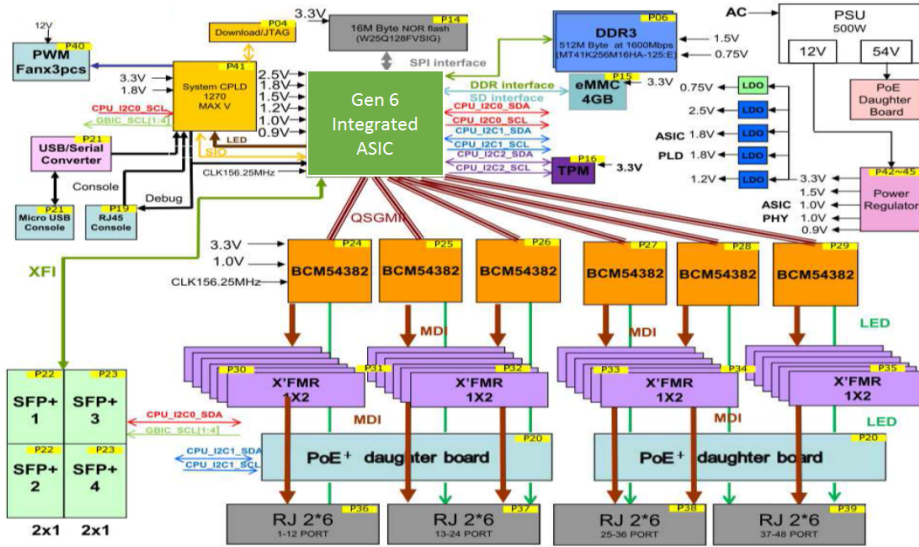 12V
P40
PWM
Fanx3pcs
P04
Download/JTAG
3.3V
P14
16M Byte NOR flash
(W25Q128FVSIG)
SPI interface
P06
DDR3
512M Byte at 1600Mbps
(MT41K256M16HA-125:E)
1.5V
0.75V
AC
PSU
500W
12V
54V
PoE
Daughter
Board
P41
System CPLD
1270
MAX V
3.3V
1.8V
CPU_I2C0_SCL
GBIC_SCL[1:4]
2.5V
1.8V
1.5V
1.2V
1.0V
0.9V
LED
SIO
CLK156.25MHz
Gen 6
Integrated
ASIC
DDR interface
SD interface
P15
eMMC
4GB
3.3V
CPU_I2C0_SDA
CPU_I2C0_SCL
CPU_I2C1_SDA
CPU_I2C1_SCL
CPU_I2C2_SDA
CPU_I2C2_SCL
P16
TPM
3.3V
0.75V
LDO
2.5V
LDO
ASIC
1.8V
LDO
PLD
1.8V
LDO
1.2V
LDO
P42~45
Power
Regulator
3.3V
1.5V
ASIC
1.0V
PHY
1.0V
0.9V
P21
USB/Serial
Converter
Console
Debug
P21
Micro USB
Console
P19
RJ45
Console
XFI
QSGMII
3.3V
1.0V
CLK156.25MHz
P24
BCM54382
P25
BCM54382
P26
BCM54382
P27
BCM54382
P28
BCM54382
P29
BCM54382
MDI
MDI
LED
P30
P31
X'FMR
1X2
P32
X'FMR
1X2
P33
P34
X'FMR
1X2
P35
X'FMR
1X2
MDI
MDI
LED
P22
SFP+
1
P23
SFP+
3
P22
SFP+
2
P23
SFP+
4
2x1
2x1
CPU_I2C0_SDA
GBIC_SCL[1:4]
CPU_I2C1_SDA
CPU_I2C1_SCL
P20
PoE+ daughter board
P20
PoE+ daughter board
P36
RJ 2*6
1-12 PORT
P37
RJ 2*6
13-24 PORT
P38
RJ 2*6
25-36 PORT
P39
RJ 2*6
37-48 PORT